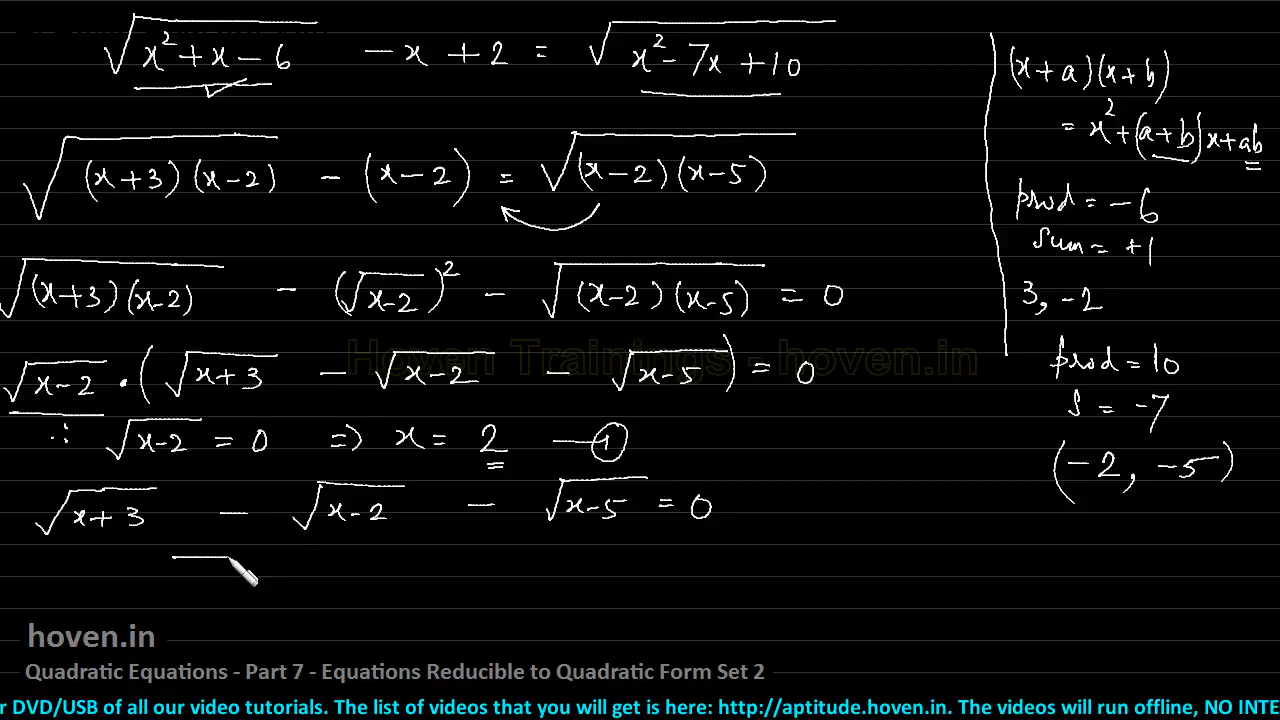 √(x² + x − 6) − x + 2 = √(x² − 7x + 10)
√((x+3)(x−2)) − (x−2) = √((x−2)(x−5))
√((x+3)(x−2)) − (√(x−2))² − √((x−2)(x−5)) = 0
√(x−2) · (√(x+3) − √(x−2) − √(x−5)) = 0
∴ √(x−2) = 0 ⇒ x = 2 — ①
√(x+3) − √(x−2) − √(x−5) = 0
(x+a)(x+b)
= x² + (a+b)x + ab
prod = −6
Sum = +1
3, −2
prod = 10
S = −7
(−2, −5)
Hoven Trainings - hoven.in
hoven.in
Quadratic Equations - Part 7 - Equations Reducible to Quadratic Form Set 2
r DVD/USB of all our video tutorials. The list of videos that you will get is here: http://aptitude.hoven.in. The videos will run offline, NO INTE